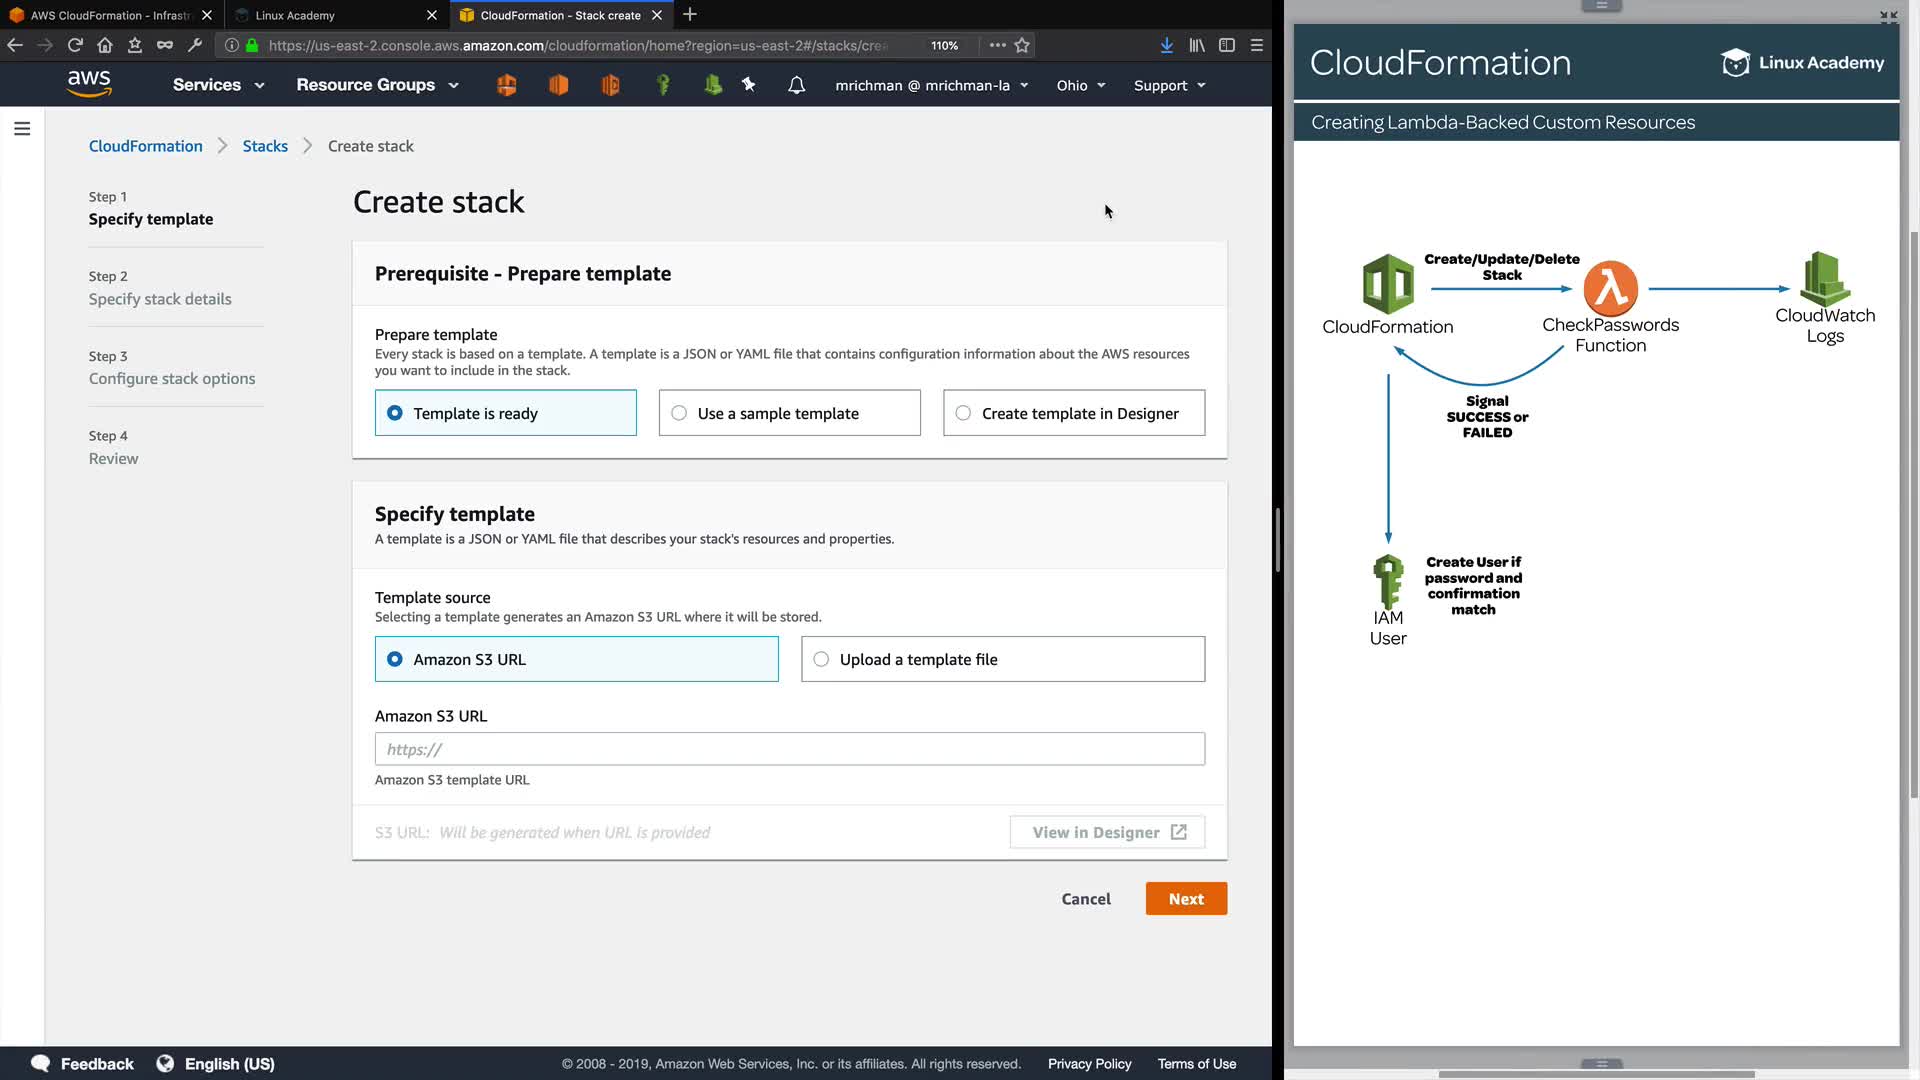 AWS CloudFormation - Infrastr
Linux Academy
CloudFormation - Stack create
https://us-east-2.console.aws.amazon.com/cloudformation/home?region=us-east-2#/stacks/crea
110%
aws
Services
Resource Groups
mrichman @ mrichman-la
Ohio
Support
CloudFormation
Stacks
Create stack
Step 1
Specify template
Step 2
Specify stack details
Step 3
Configure stack options
Step 4
Review
Create stack
Prerequisite - Prepare template
Prepare template
Every stack is based on a template. A template is a JSON or YAML file that contains configuration information about the AWS resources
you want to include in the stack.
Template is ready
Use a sample template
Create template in Designer
Specify template
A template is a JSON or YAML file that describes your stack's resources and properties.
Template source
Selecting a template generates an Amazon S3 URL where it will be stored.
Amazon S3 URL
Upload a template file
Amazon S3 URL
https://
Amazon S3 template URL
S3 URL: Will be generated when URL is provided
View in Designer
Cancel
Next
Feedback
English (US)
© 2008 - 2019, Amazon Web Services, Inc. or its affiliates. All rights reserved.
Privacy Policy
Terms of Use
CloudFormation
Linux Academy
Creating Lambda-Backed Custom Resources
Create/Update/Delete
Stack
CloudFormation
CheckPasswords
Function
CloudWatch
Logs
Signal
SUCCESS or
FAILED
Create User if
password and
confirmation
match
IAM
User